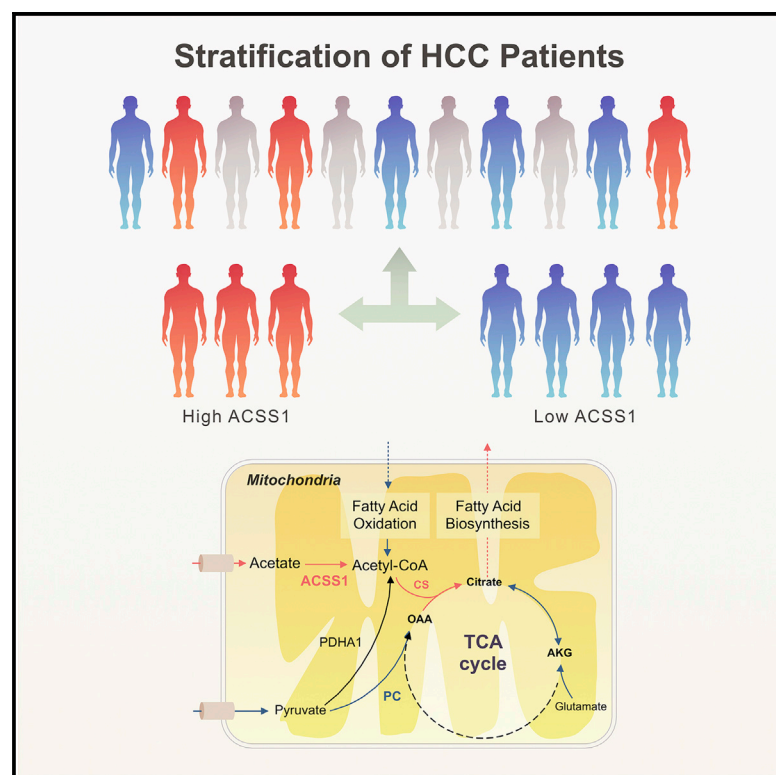 Stratification of HCC Patients
High ACSS1
Low ACSS1
Mitochondria
Fatty Acid
Oxidation
Fatty Acid
Biosynthesis
Acetate
ACSS1
Acetyl-CoA
CS
Citrate
OAA
PDHA1
TCA
cycle
AKG
PC
Glutamate
Pyruvate